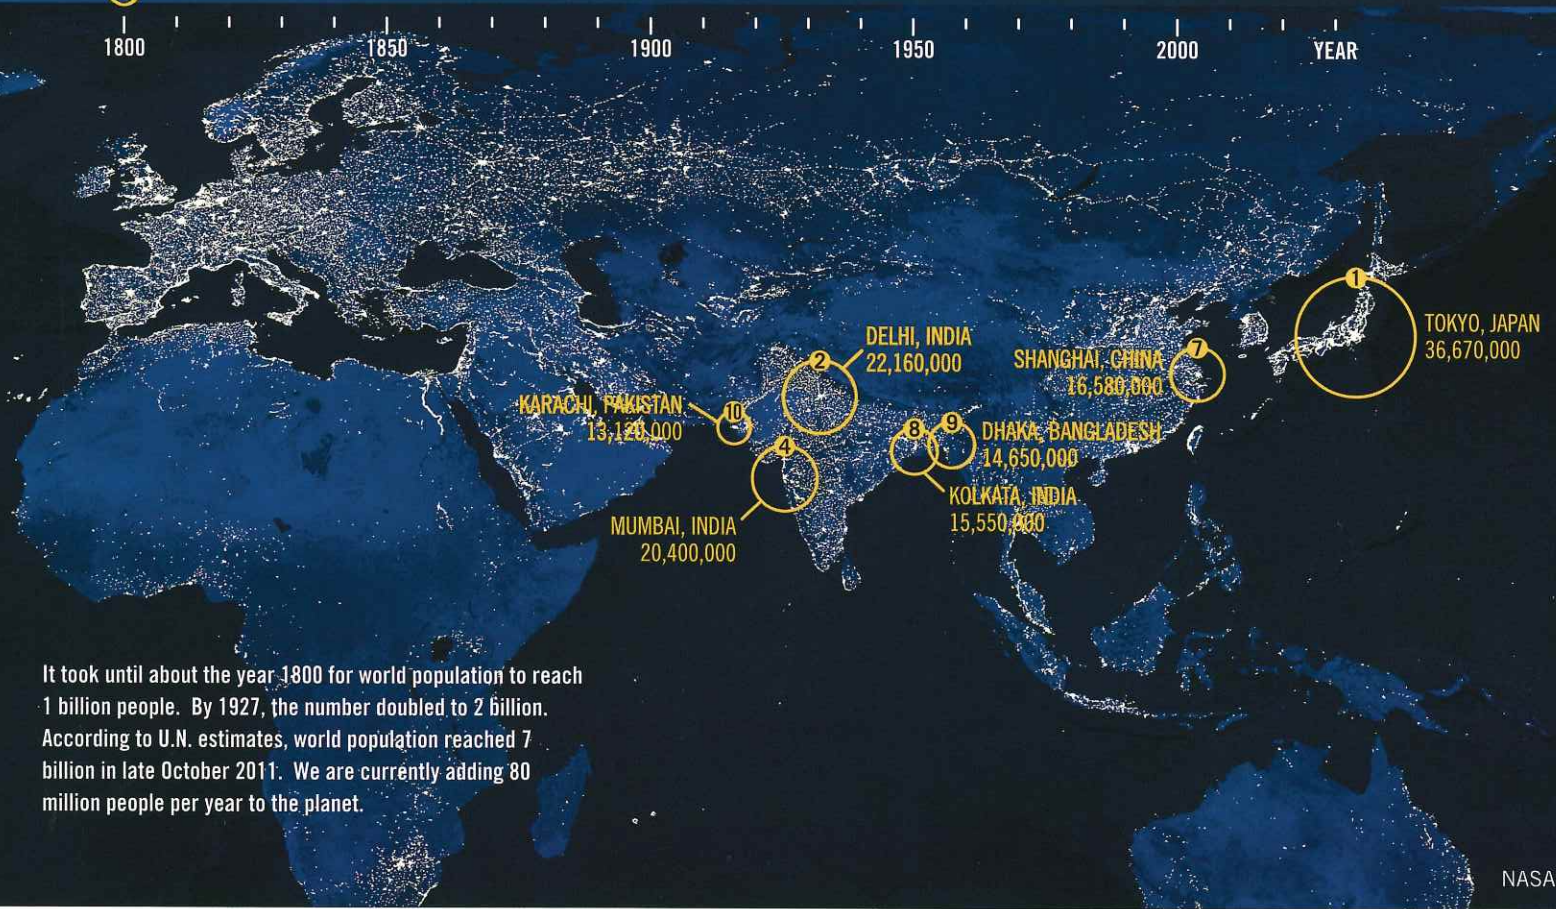 1800 1850 1900 1950 2000 YEAR
1
TOKYO, JAPAN
36,670,000
2
DELHI, INDIA
22,160,000
7
SHANGHAI, CHINA
16,580,000
10
KARACHI, PAKISTAN
13,120,000
4
MUMBAI, INDIA
20,400,000
8
KOLKATA, INDIA
15,550,000
9
DHAKA, BANGLADESH
14,650,000
It took until about the year 1800 for world population to reach
1 billion people. By 1927, the number doubled to 2 billion.
According to U.N. estimates, world population reached 7
billion in late October 2011. We are currently adding 80
million people per year to the planet.
NASA